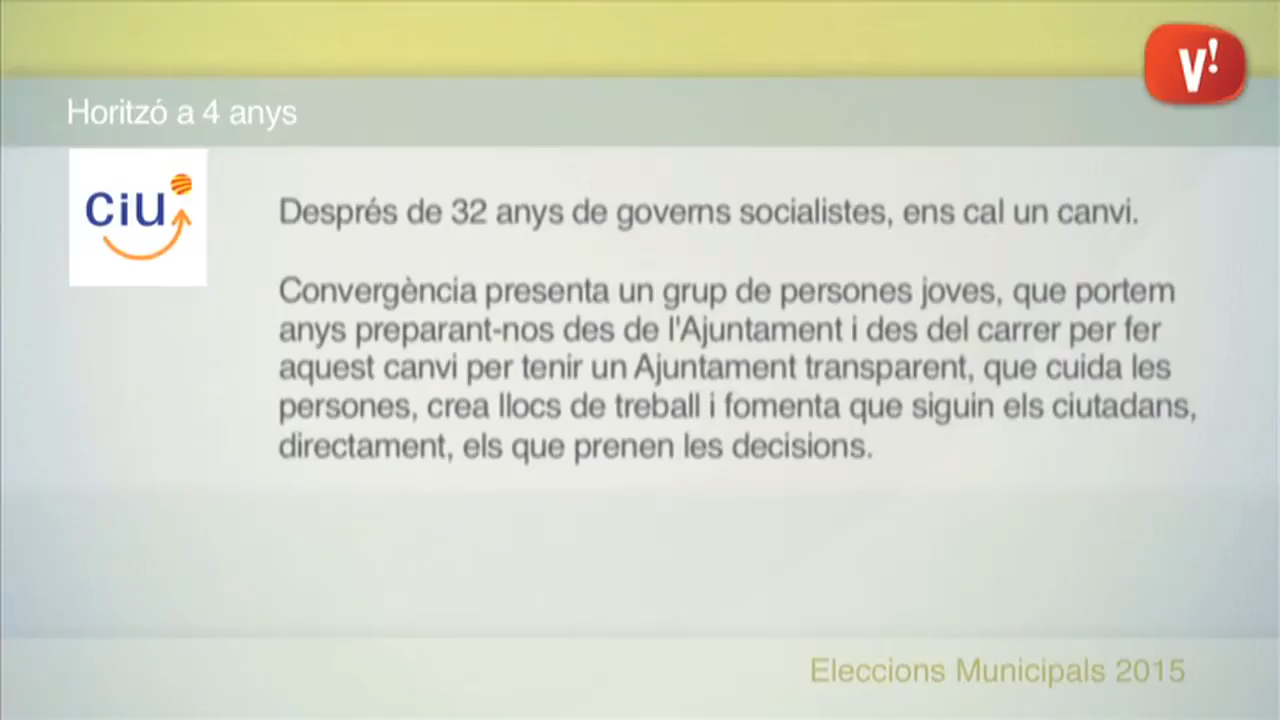 V!
Horitzó a 4 anys
ciu
Després de 32 anys de governs socialistes, ens cal un canvi.
Convergència presenta un grup de persones joves, que portem
anys preparant-nos des de l'Ajuntament i des del carrer per fer
aquest canvi per tenir un Ajuntament transparent, que cuida les
persones, crea llocs de treball i fomenta que siguin els ciutadans,
directament, els que prenen les decisions.
Eleccions Municipals 2015